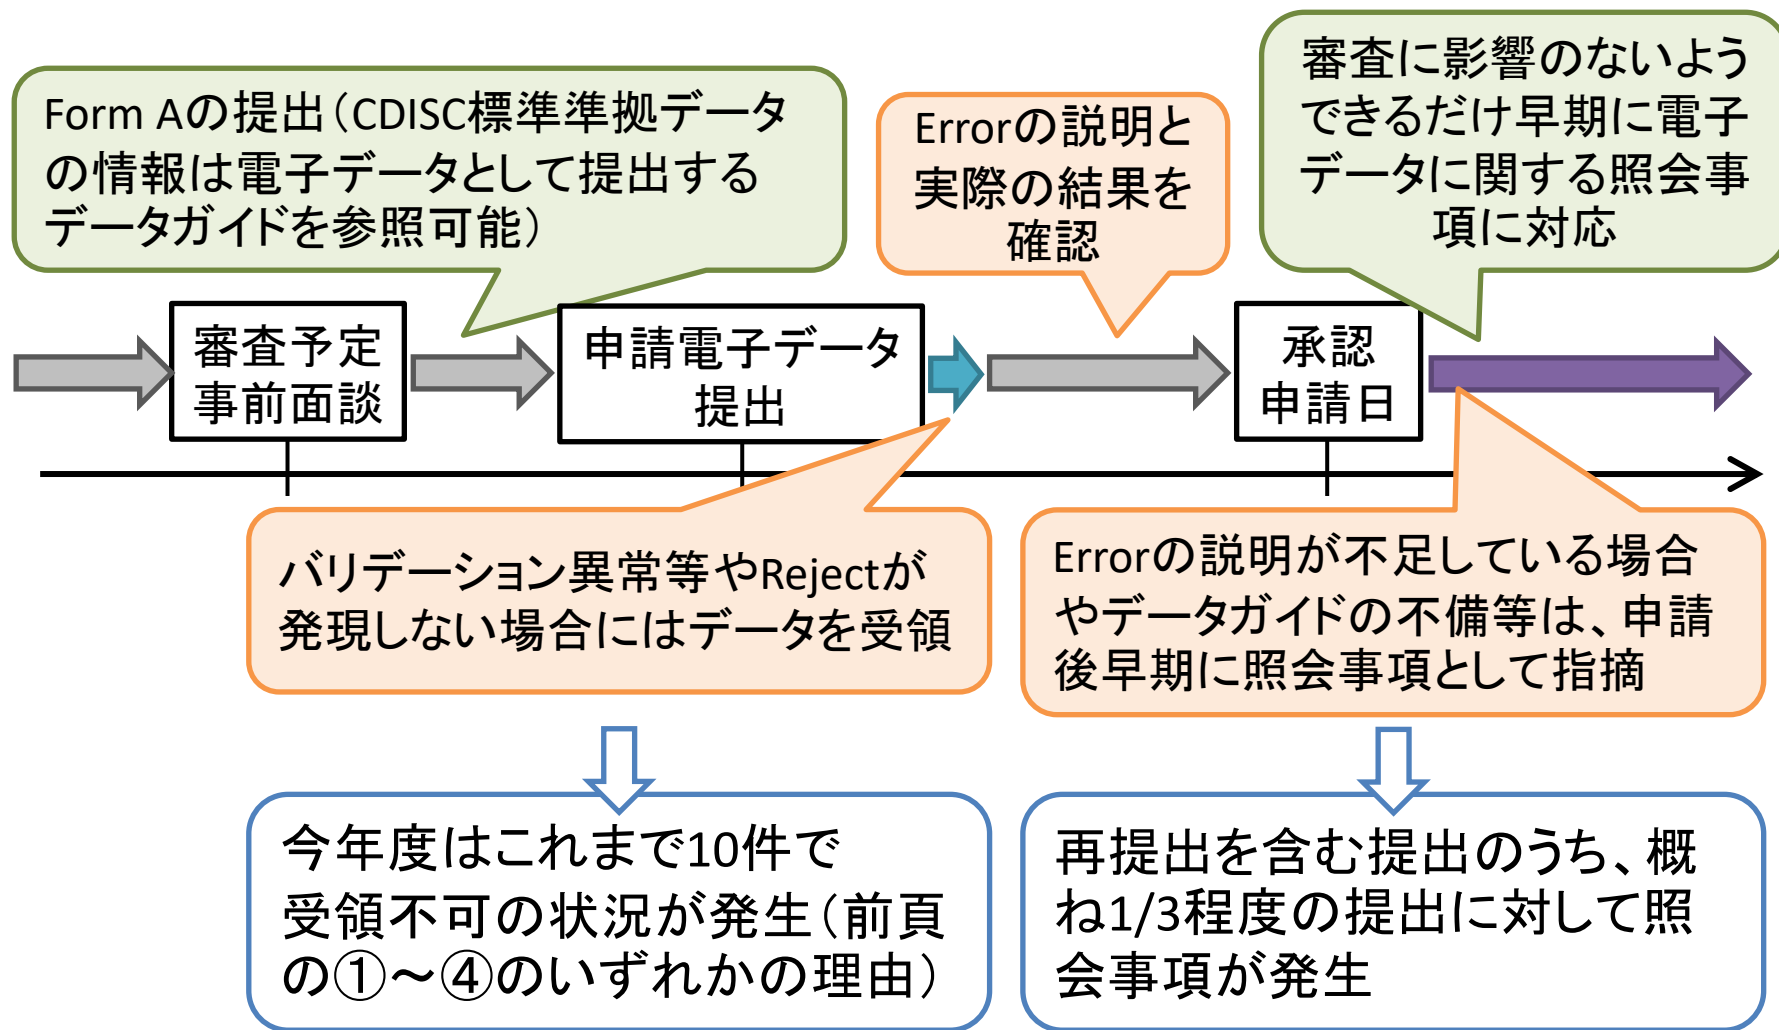 Form Aの提出（CDISC標準準拠データ
の情報は電子データとして提出する
データガイドを参照可能）
Errorの説明と
実際の結果を
確認
審査に影響のないよう
できるだけ早期に電子
データに関する照会事
項に対応
審査予定
事前面談
申請電子データ
提出
承認
申請日
バリデーション異常等やRejectが
発現しない場合にはデータを受領
Errorの説明が不足している場合
やデータガイドの不備等は、申請
後早期に照会事項として指摘
今年度はこれまで10件で
受領不可の状況が発生（前頁
の①～④のいずれかの理由）
再提出を含む提出のうち、概
ね1/3程度の提出に対して照
会事項が発生